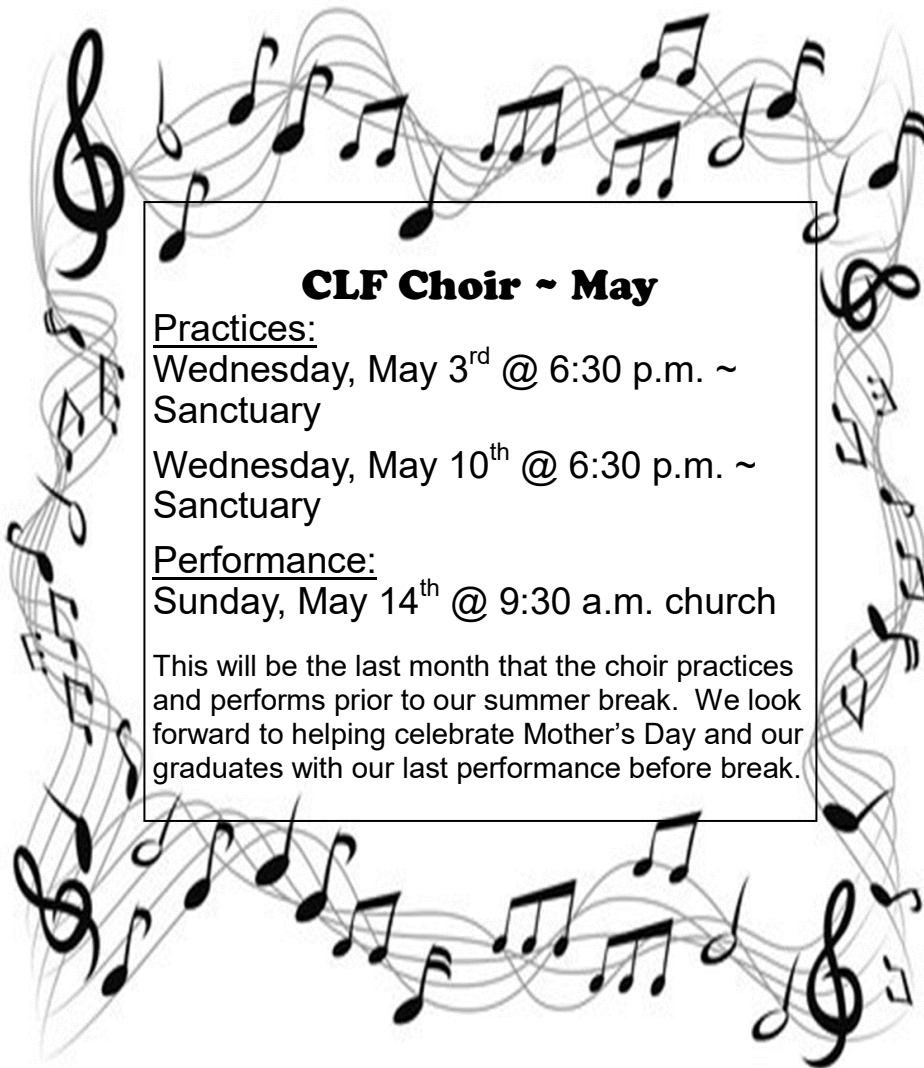 CLF Choir ~ May
Practices:
Wednesday, May 3rd @ 6:30 p.m. ~
Sanctuary
Wednesday, May 10th @ 6:30 p.m. ~
Sanctuary
Performance:
Sunday, May 14th @ 9:30 a.m. church
This will be the last month that the choir practices
and performs prior to our summer break.  We look
forward to helping celebrate Mother’s Day and our
graduates with our last performance before break.